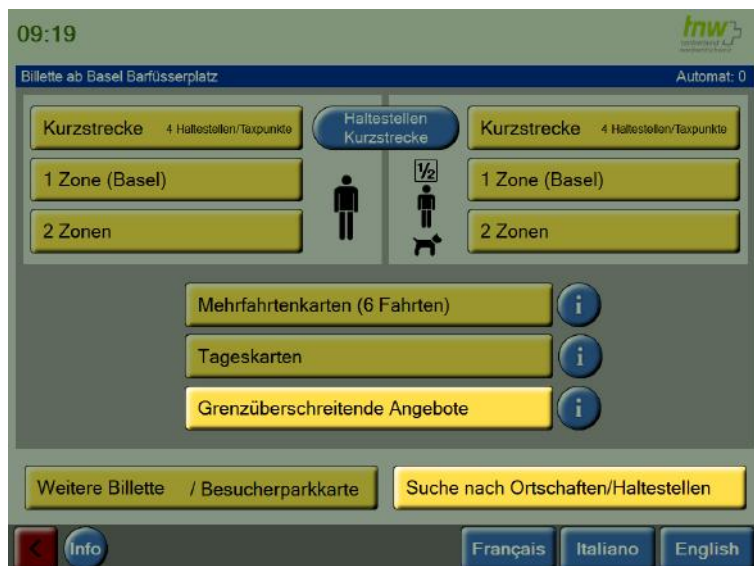 09:19
tnw
Billette ab Basel Barfüsserplatz
Automat: 0
Kurzstrecke 4 Haltestellen/Taxpunkte
Haltestellen
Kurzstrecke
Kurzstrecke 4 Haltestellen/Taxpunkte
1 Zone (Basel)
1/2
1 Zone (Basel)
2 Zonen
2 Zonen
Mehrfahrtenkarten (6 Fahrten)
i
Tageskarten
i
Grenzüberschreitende Angebote
i
Weitere Billette / Besucherparkkarte
Suche nach Ortschaften/Haltestellen
<
Info
Français
Italiano
English